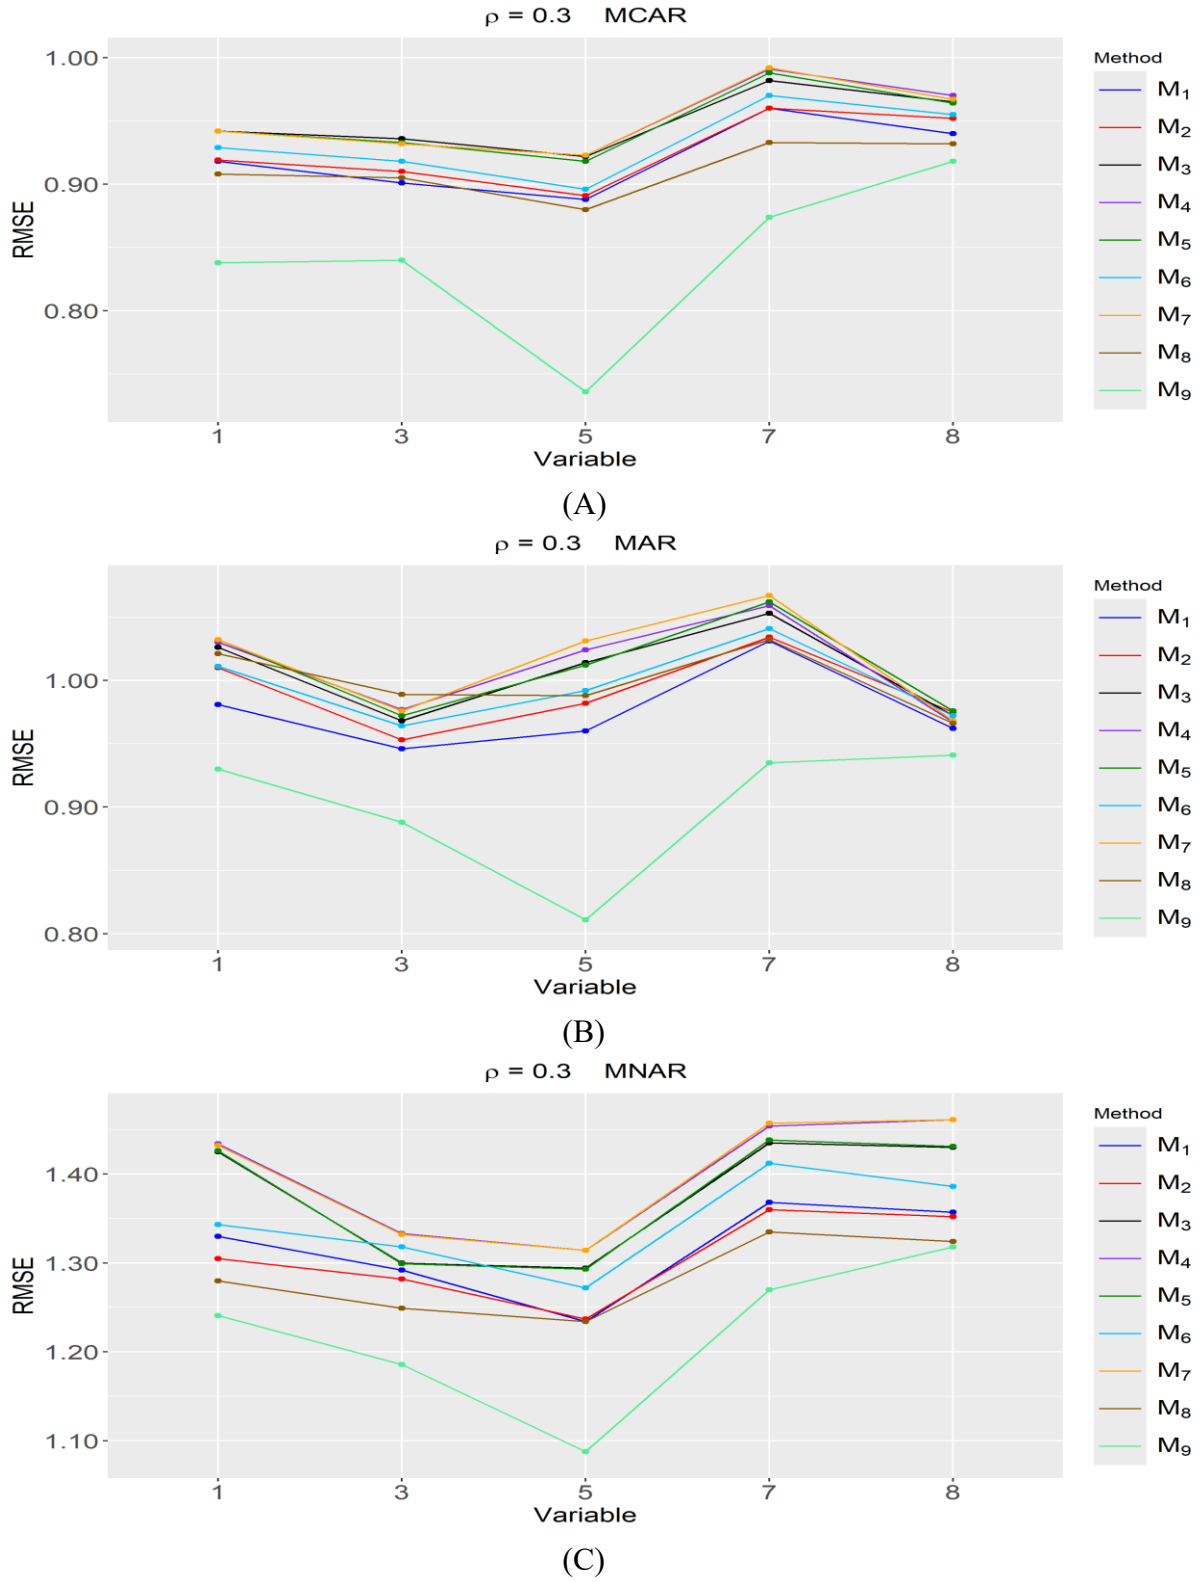 ρ = 0.3 MCAR
1.00
0.90
0.80
RMSE
1 3 5 7 8
Variable
Method
M1
M2
M3
M4
M5
M6
M7
M8
M9
(A)
ρ = 0.3 MAR
1.00
0.90
0.80
RMSE
1 3 5 7 8
Variable
Method
M1
M2
M3
M4
M5
M6
M7
M8
M9
(B)
ρ = 0.3 MNAR
1.40
1.30
1.20
1.10
RMSE
1 3 5 7 8
Variable
Method
M1
M2
M3
M4
M5
M6
M7
M8
M9
(C)